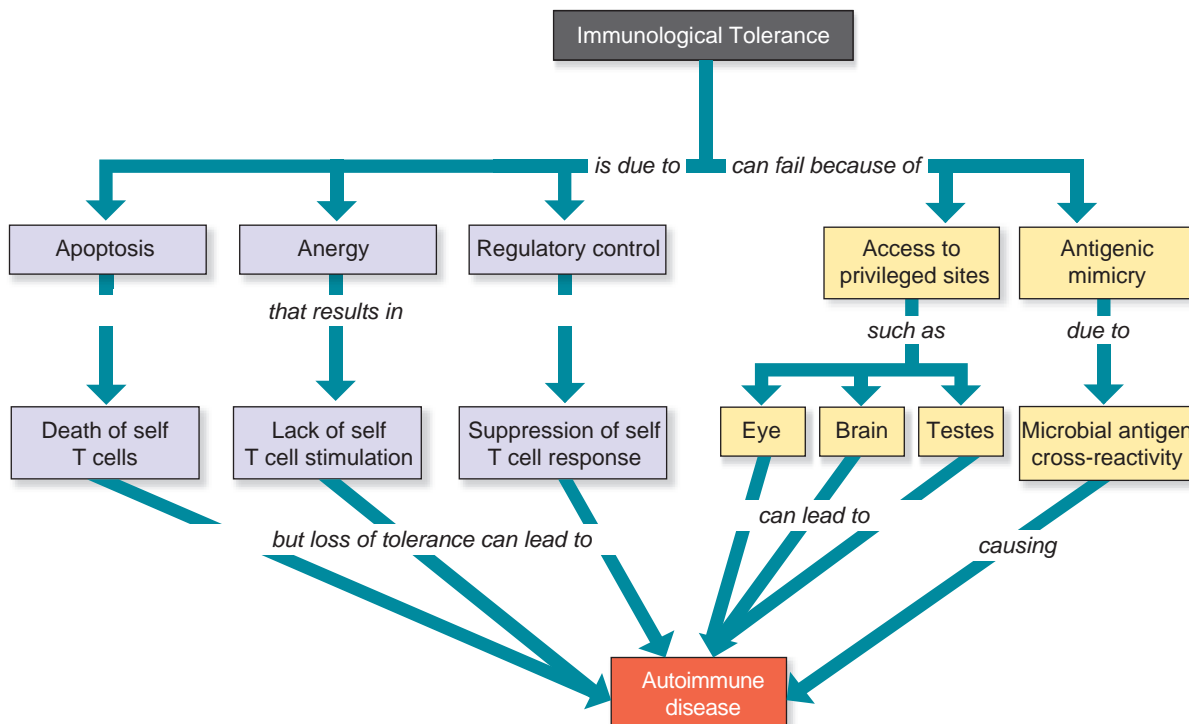 Immunological Tolerance
is due to
can fail because of
Apoptosis
Anergy
Regulatory control
Access to
privileged sites
Antigenic
mimicry
that results in
such as
due to
Death of self
T cells
Lack of self
T cell stimulation
Suppression of self
T cell response
Eye
Brain
Testes
Microbial antigen
cross-reactivity
but loss of tolerance can lead to
can lead to
causing
Autoimmune
disease